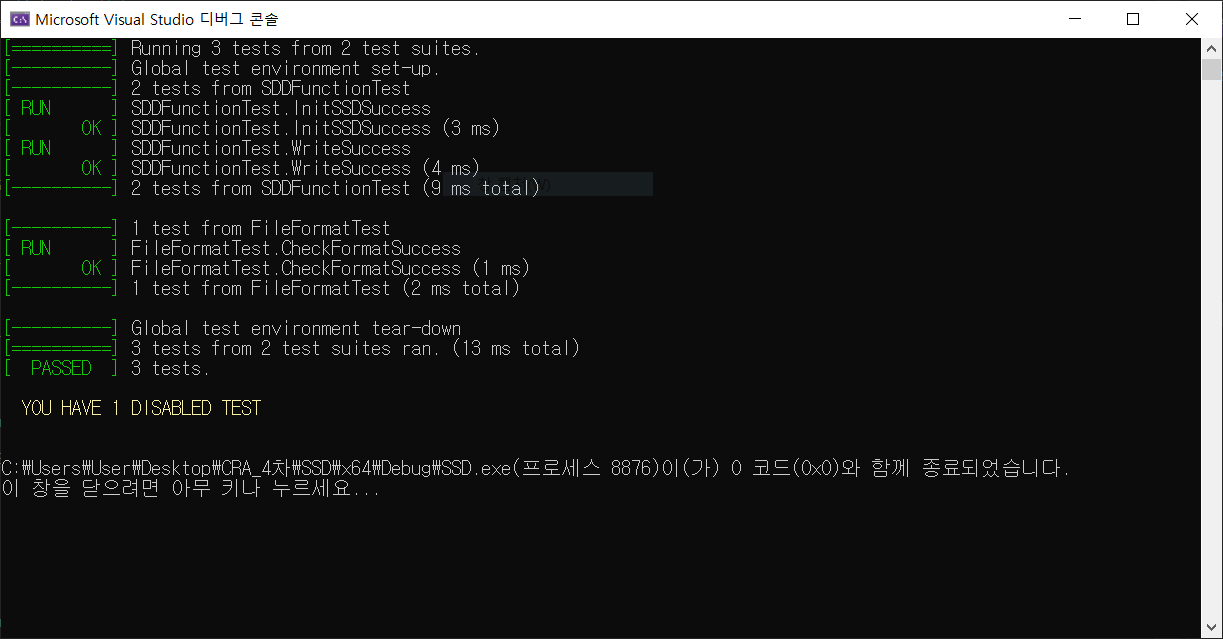 Microsoft Visual Studio 디버그 콘솔
[==========] Running 3 tests from 2 test suites.
[----------] Global test environment set-up.
[----------] 2 tests from SDDFunctionTest
[ RUN      ] SDDFunctionTest.InitSSDSuccess
[       OK ] SDDFunctionTest.InitSSDSuccess (3 ms)
[ RUN      ] SDDFunctionTest.WriteSuccess
[       OK ] SDDFunctionTest.WriteSuccess (4 ms)
[----------] 2 tests from SDDFunctionTest (9 ms total)
[----------] 1 test from FileFormatTest
[ RUN      ] FileFormatTest.CheckFormatSuccess
[       OK ] FileFormatTest.CheckFormatSuccess (1 ms)
[----------] 1 test from FileFormatTest (2 ms total)
[----------] Global test environment tear-down
[==========] 3 tests from 2 test suites ran. (13 ms total)
[  PASSED  ] 3 tests.
YOU HAVE 1 DISABLED TEST
C:₩Users₩User₩Desktop₩CRA_4차₩SSD₩x64₩Debug₩SSD.exe(프로세스 8876)이(가) 0 코드(0x0)와 함께 종료되었습니다.
이 창을 닫으려면 아무 키나 누르세요...